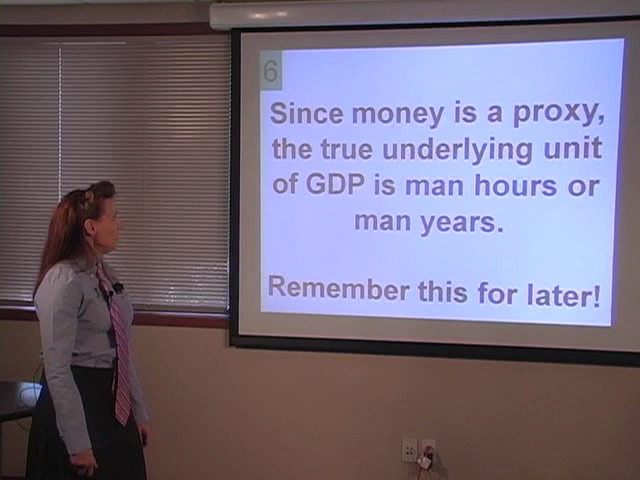 6
Since money is a proxy,
the true underlying unit
of GDP is man hours or
man years.
Remember this for later!